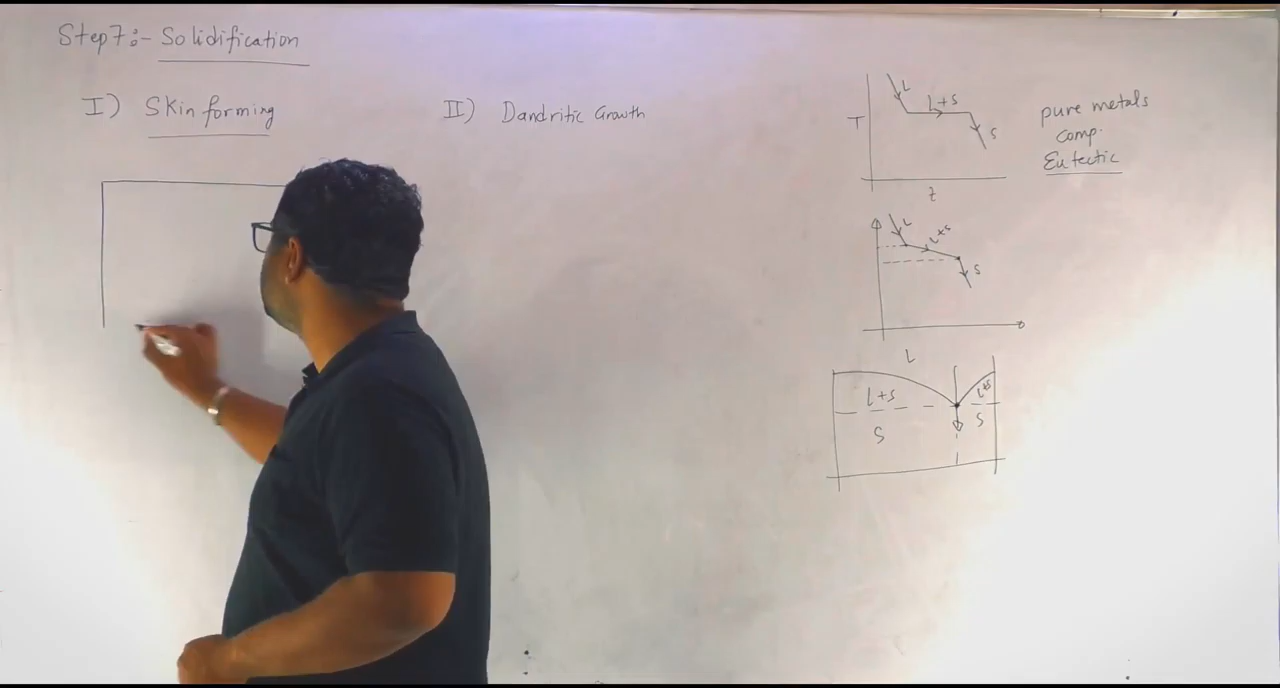 Step 7:- Solidification
I) Skin forming
II) Dandritic Growth
L
L+S
S
T
t
pure metals
comp.
Eutectic
L
L+S
S
L
L+S
L+S
S
S